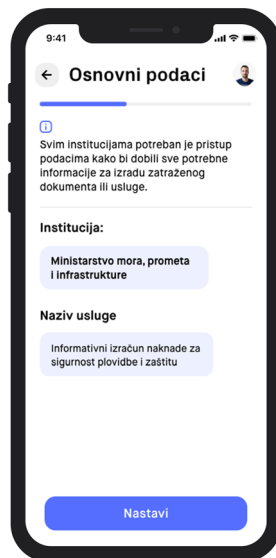 9:41
Osnovni podaci
Svim institucijama potreban je pristup
podacima kako bi dobili sve potrebne
informacije za izradu zatraženog
dokumenta ili usluge.
Institucija:
Ministarstvo mora, prometa
i infrastrukture
Naziv usluge
Informativni izračun naknade za
sigurnost plovidbe i zaštitu
Nastavi